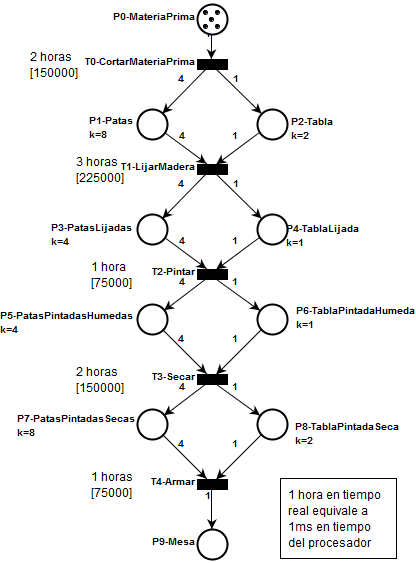 P0-MateriaPrima
2 horas
[150000]
T0-CortarMateriaPrima
4
1
P1-Patas
k=8
P2-Tabla
k=2
4
1
3 horas
[225000]
T1-LijarMadera
4
1
P3-PatasLijadas
k=4
P4-TablaLijada
k=1
4
1
1 hora
[75000]
T2-Pintar
4
1
P5-PatasPintadasHumedas
k=4
P6-TablaPintadaHumeda
k=1
4
1
2 horas
[150000]
T3-Secar
4
1
P7-PatasPintadasSecas
k=8
P8-TablaPintadaSeca
k=2
4
1
1 horas
[75000]
T4-Armar
1
P9-Mesa
1 hora en tiempo
real equivale a
1ms en tiempo
del procesador